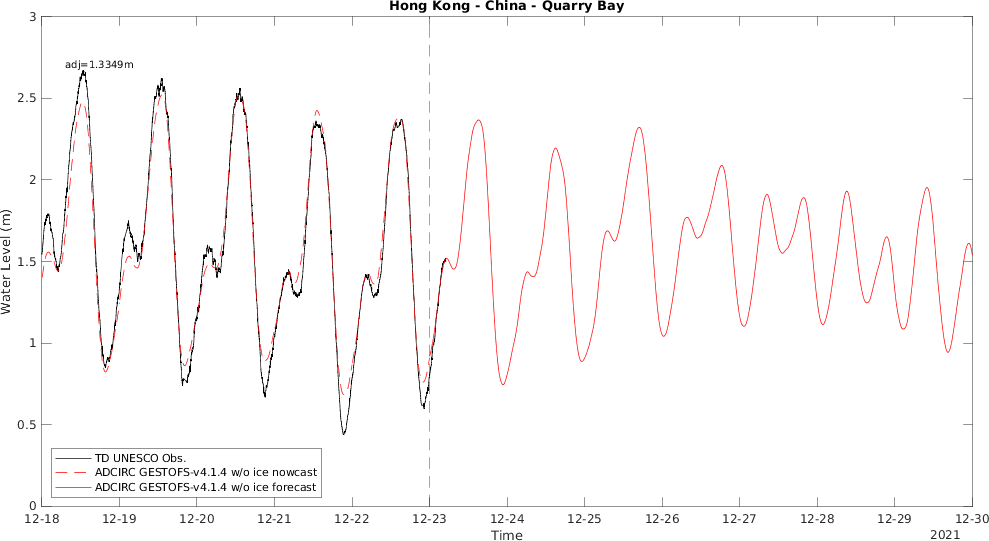 Hong Kong - China - Quarry Bay
adj=1.3349m
Water Level (m)
3
2.5
2
1.5
1
0.5
0
TD UNESCO Obs.
ADCIRC GESTOFS-v4.1.4 w/o ice nowcast
ADCIRC GESTOFS-v4.1.4 w/o ice forecast
12-18 12-19 12-20 12-21 12-22 12-23 12-24 12-25 12-26 12-27 12-28 12-29 12-30
Time
2021